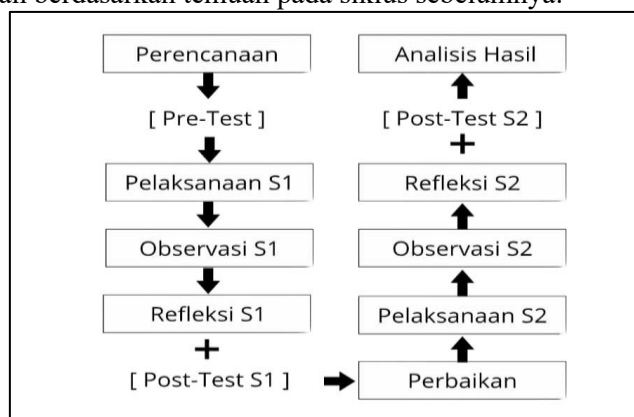 berdasarkan temuan pada siklus sebelumnya.
Perencanaan
[ Pre-Test ]
Pelaksanaan S1
Observasi S1
Refleksi S1
+
[ Post-Test S1 ]
Perbaikan
Pelaksanaan S2
Observasi S2
Refleksi S2
+
[ Post-Test S2 ]
Analisis Hasil